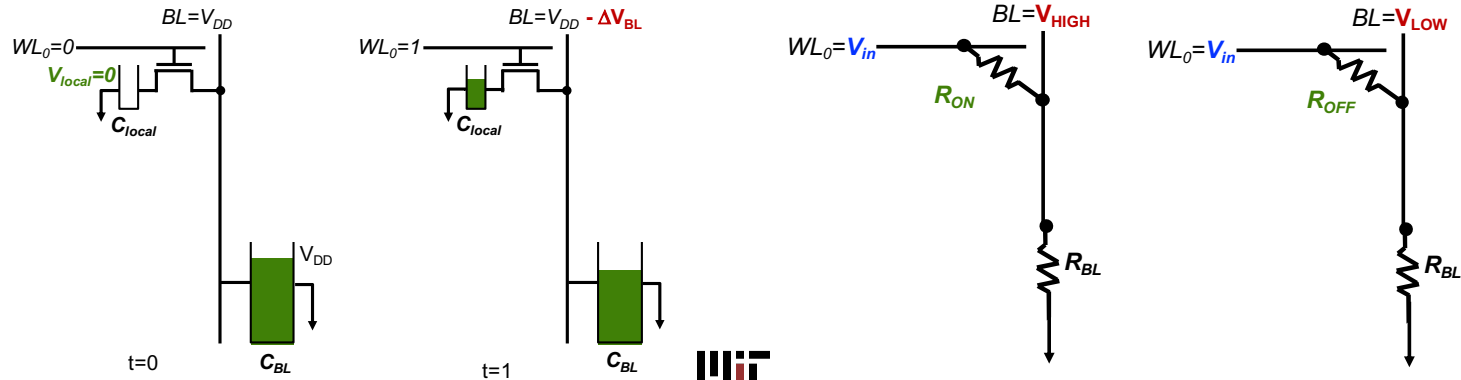 BL=VDD
WL0=0
Vlocal=0
Clocal
VDD
CBL
t=0
BL=VDD - ΔVBL
WL0=1
Clocal
CBL
t=1
MIT
BL=VHIGH
WL0=Vin
RON
RBL
BL=VLOW
WL0=Vin
ROFF
RBL